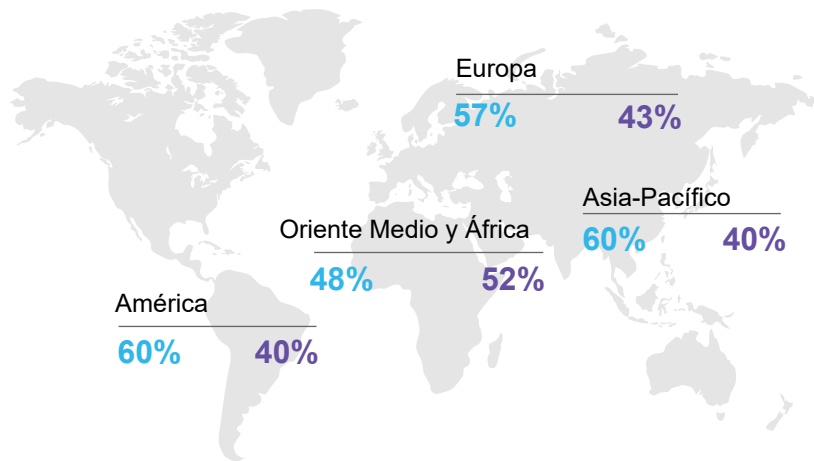 Europa
57% 43%
Asia-Pacífico
60% 40%
Oriente Medio y África
48% 52%
América
60% 40%